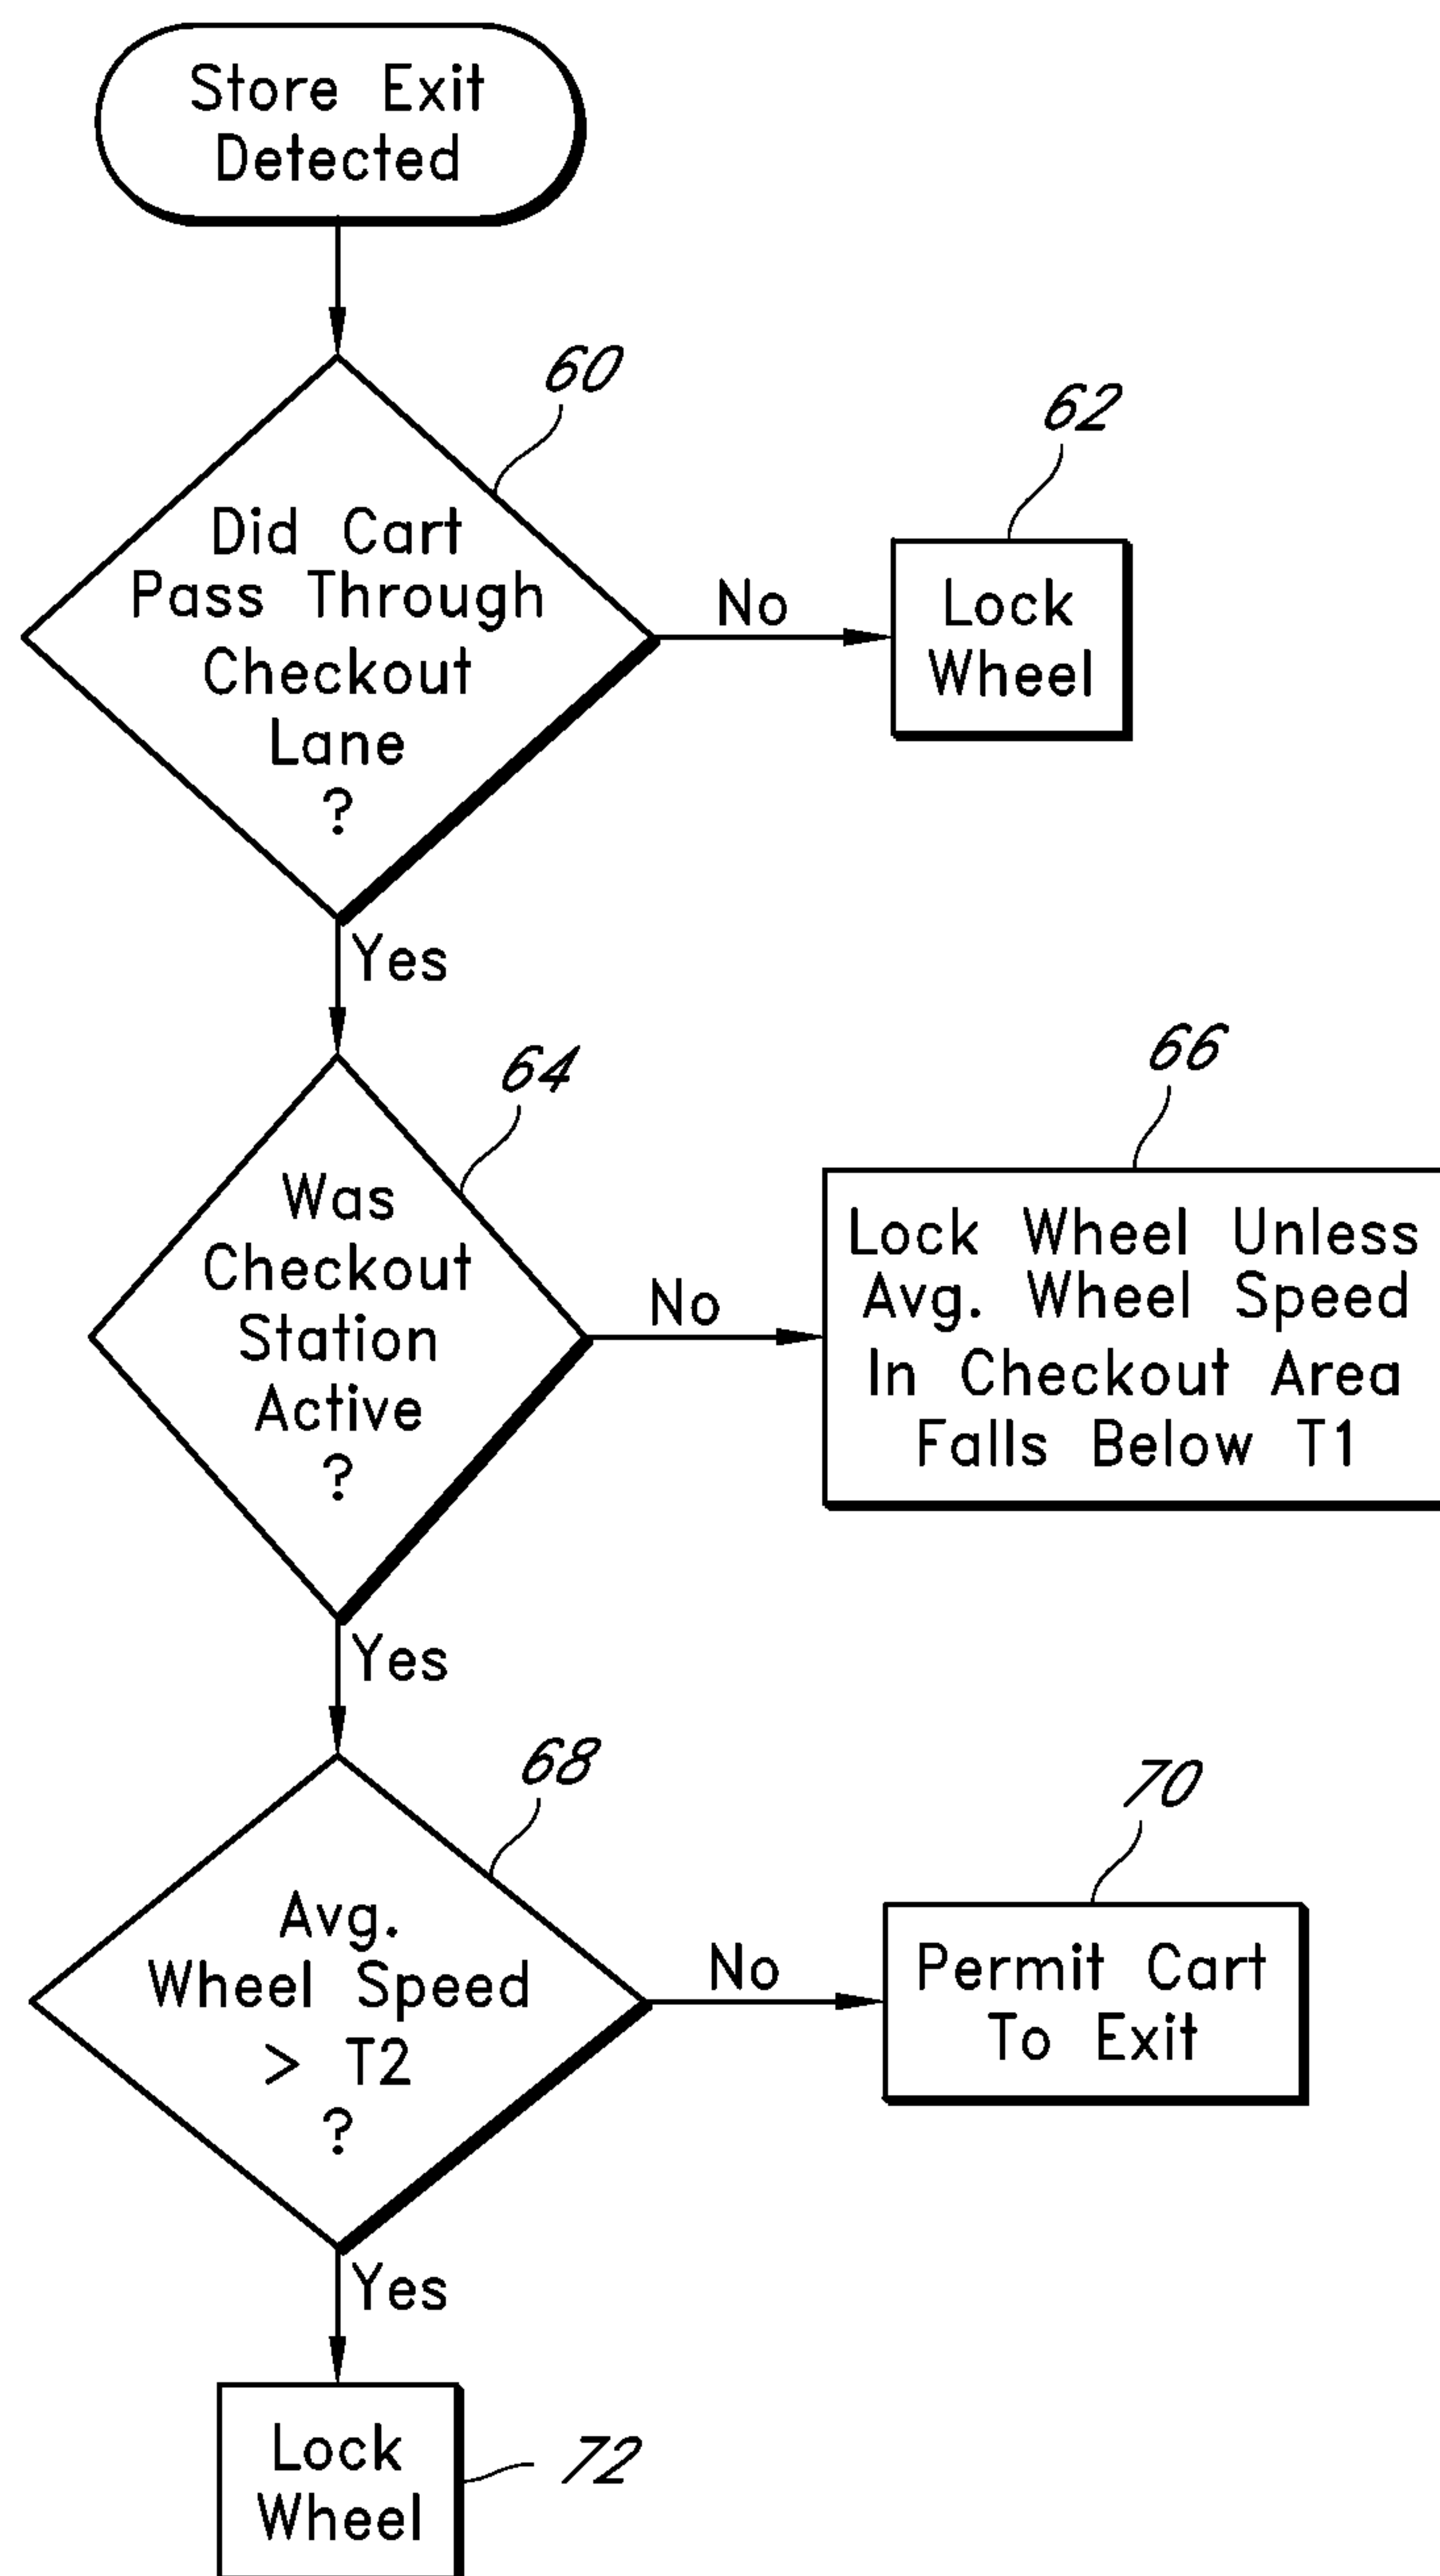 Store Exit
Detected
60
Did Cart
Pass Through
Checkout
Lane
?
No
62
Lock
Wheel
Yes
64
Was
Checkout
Station
Active
?
No
66
Lock Wheel Unless
Avg. Wheel Speed
In Checkout Area
Falls Below T1
Yes
68
Avg.
Wheel Speed
> T2
?
No
70
Permit Cart
To Exit
Yes
Lock
Wheel
72